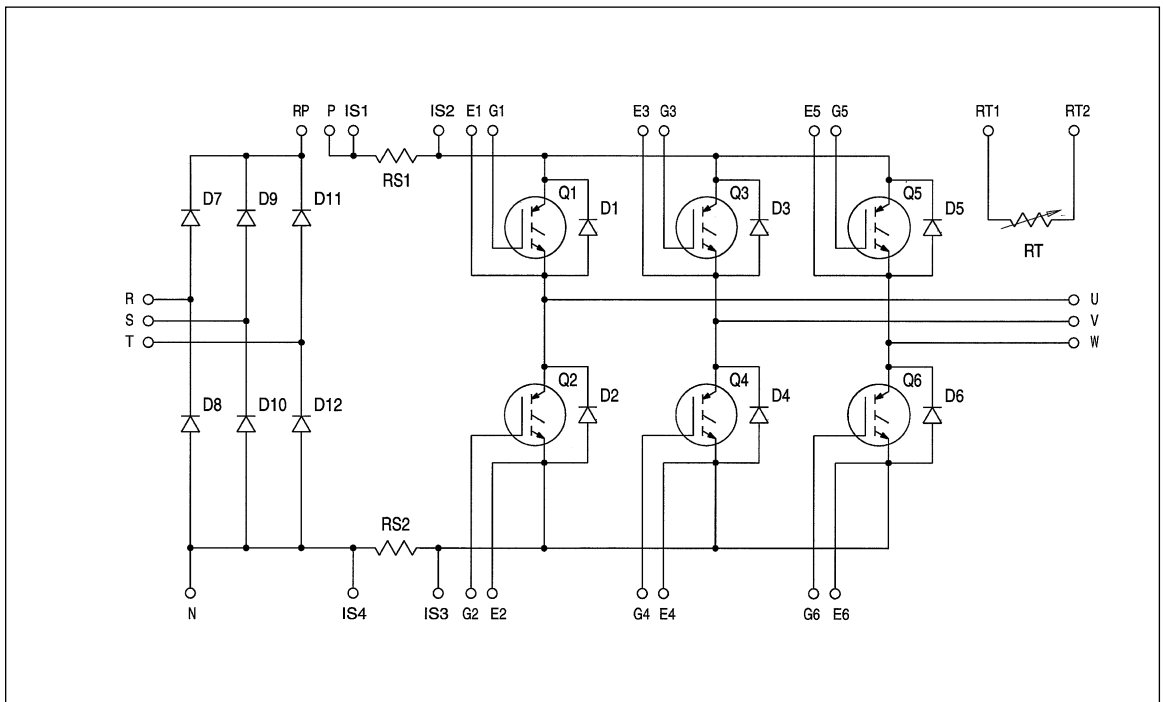 RP P IS1 IS2 E1 G1 E3 G3 E5 G5 RT1 RT2
RS1
D7 D9 D11 Q1 D1 Q3 D3 Q5 D5
RT
R U
S V
T W
D8 D10 D12 Q2 D2 Q4 D4 Q6 D6
RS2
N IS4 IS3 G2 E2 G4 E4 G6 E6